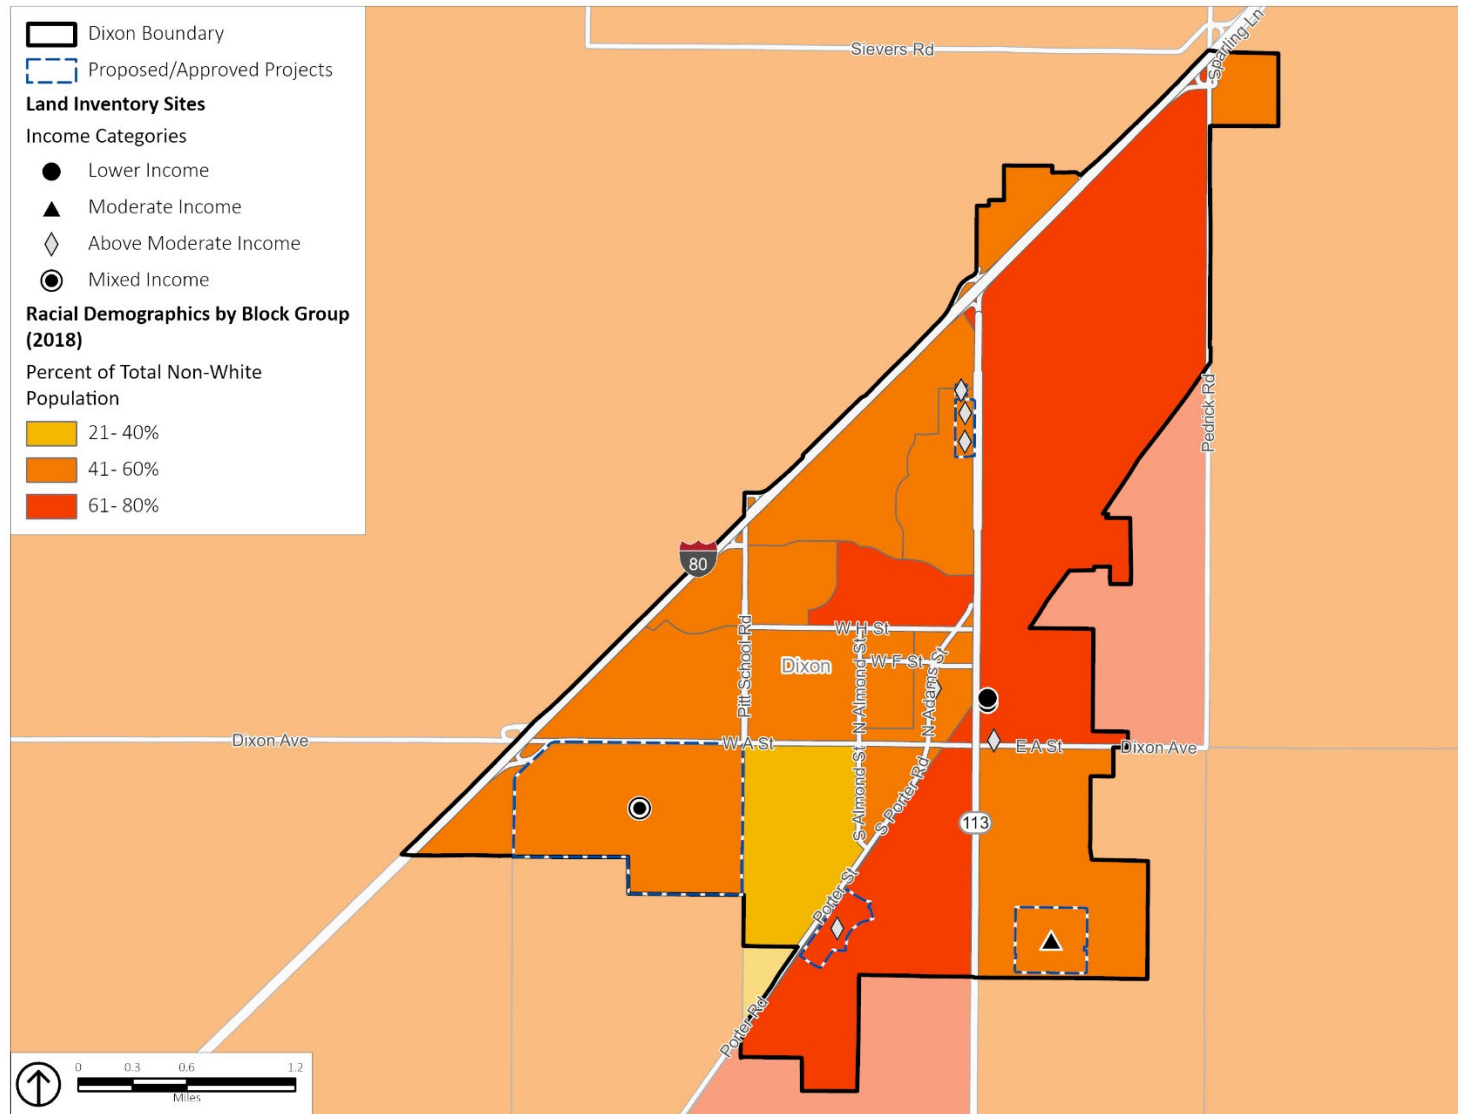 Dixon Boundary
Proposed/Approved Projects
Land Inventory Sites
Income Categories
Lower Income
Moderate Income
Above Moderate Income
Mixed Income
Racial Demographics by Block Group
(2018)
Percent of Total Non-White
Population
21- 40%
41- 60%
61- 80%
Sievers Rd
Sparling Ln
Pedrick Rd
80
Pitt School Rd
W H St
Dixon
W F St
N Almond St
N Adams St
Dixon Ave
W A St
E A St
Dixon Ave
S Almond St
S Porter Rd
113
Porter St
Porter Rd
0 0.3 0.6 1.2
Miles